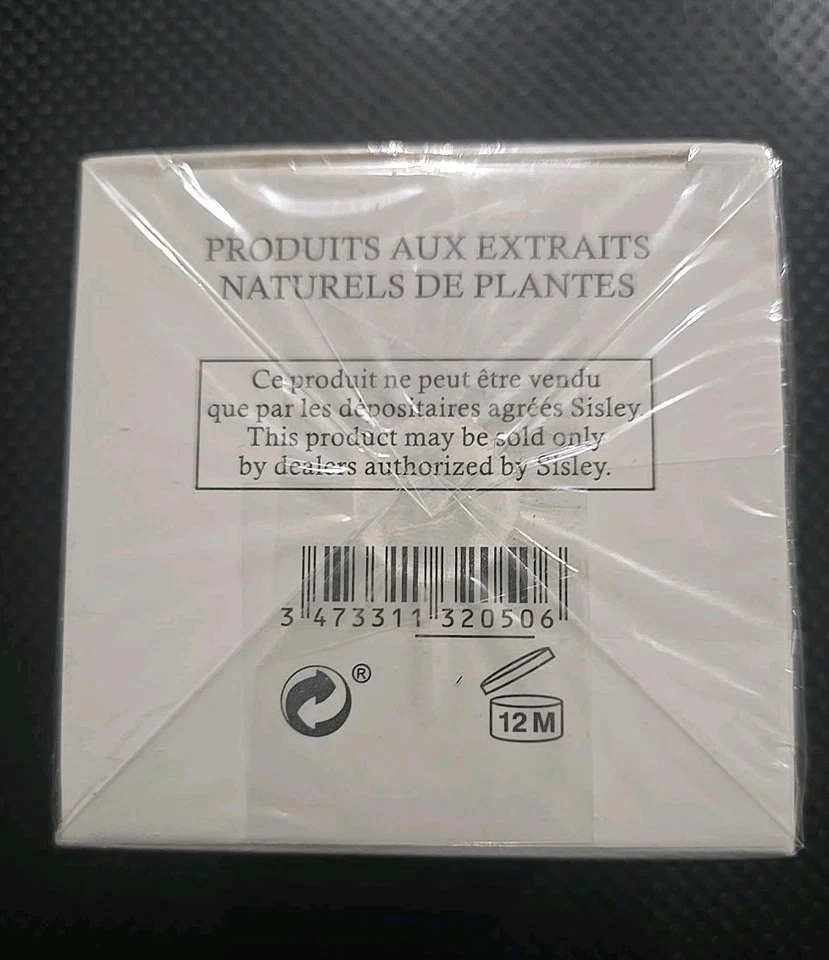 PRODUITS AUX EXTRAITS
NATURELS DE PLANTES
Ce produit ne peut être vendu
que par les dépositaires agréés Sisley.
This product may be sold only
by dealers authorized by Sisley.
3 473311 320506
®
12 M